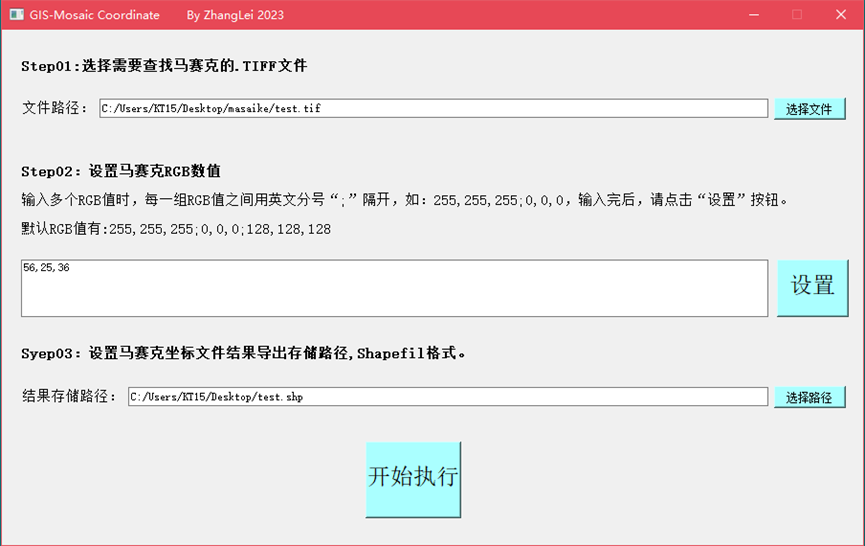 GIS-Mosaic Coordinate By ZhangLei 2023
Step01:选择需要查找马赛克的.TIFF文件
文件路径： C:/Users/KT15/Desktop/masaike/test.tif 选择文件
Step02：设置马赛克RGB数值
输入多个RGB值时，每一组RGB值之间用英文分号“;”隔开，如：255,255,255;0,0,0，输入完后，请点击“设置”按钮。
默认RGB值有:255,255,255;0,0,0;128,128,128
56,25,36
设置
Syep03：设置马赛克坐标文件结果导出存储路径,Shapefil格式。
结果存储路径： C:/Users/KT15/Desktop/test.shp 选择路径
开始执行